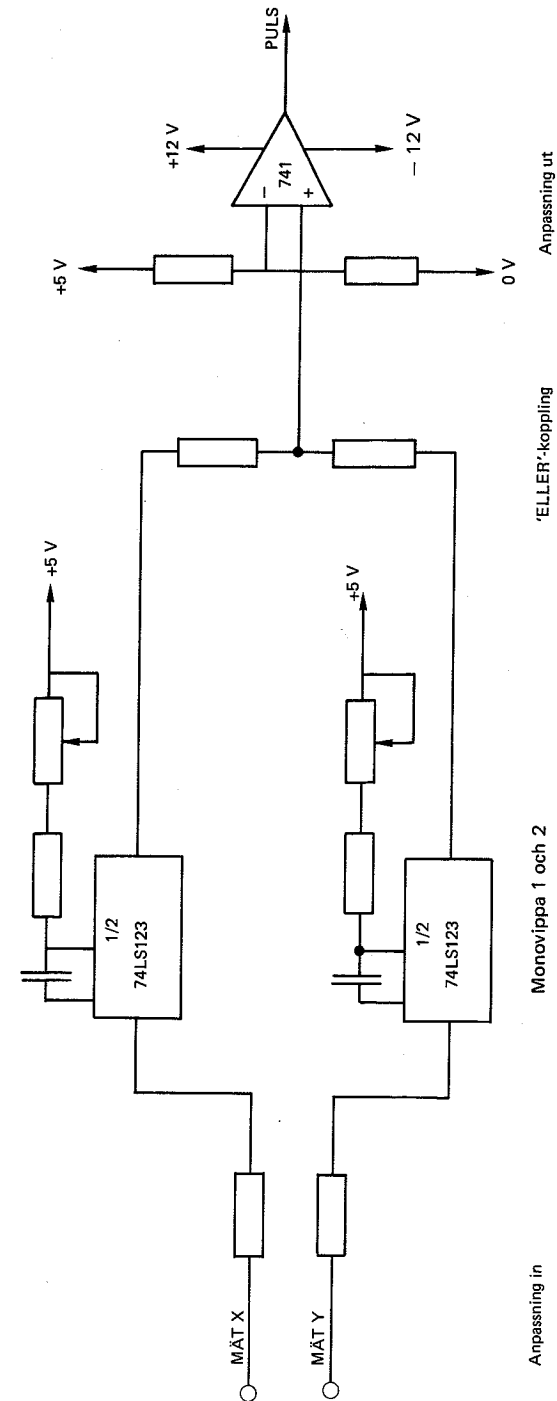 MÄT X
MÄT Y
1/2
74LS123
+5 V
1/2
74LS123
+5 V
+5 V
0 V
+12 V
− 12 V
−
+
741
PULS
Anpassning in
Monovippa 1 och 2
'ELLER'-koppling
Anpassning ut